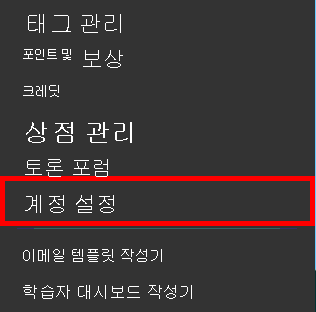 태그 관리
포인트 및 보상
크레딧
상점 관리
토론 포럼
계정 설정
이메일 템플릿 작성기
학습자 대시보드 작성기